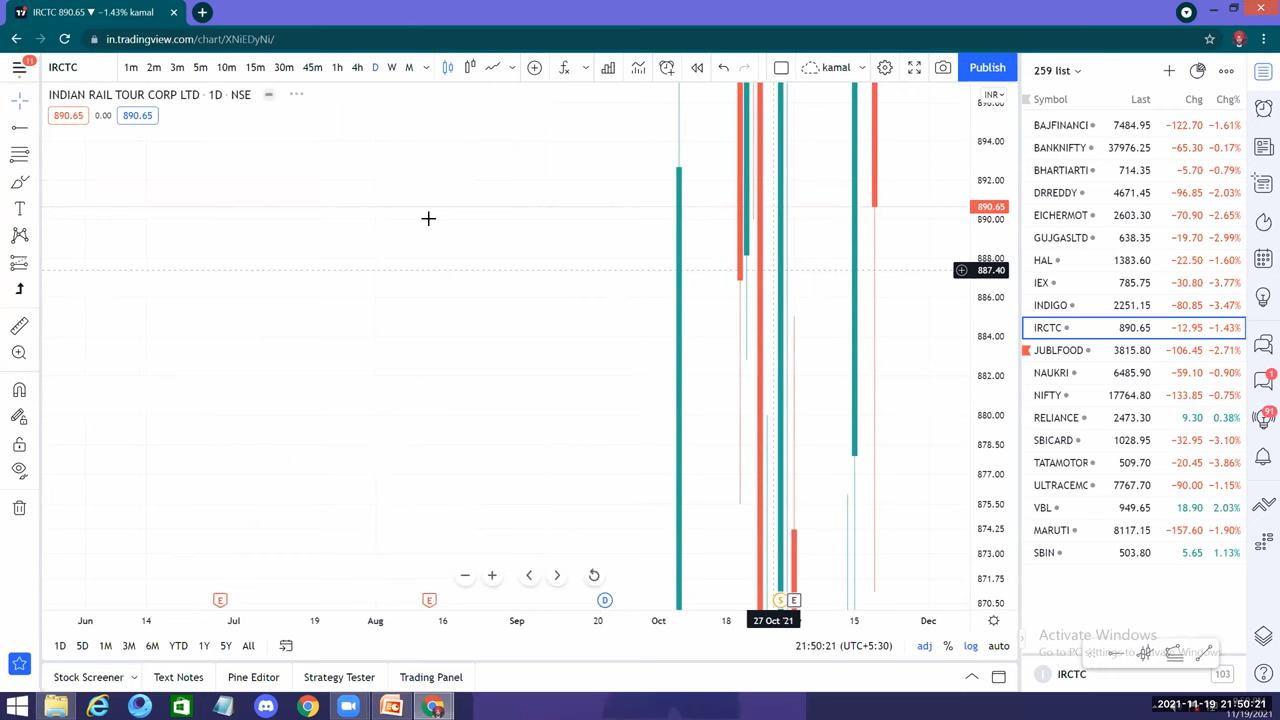 IRCTC 890.65 ▼ −1.43% kamal
in.tradingview.com/chart/XNiEDyNi/
11
IRCTC
1m 2m 3m 5m 10m 15m 30m 45m 1h 4h D W M
kamal
Publish
259 list
INDIAN RAIL TOUR CORP LTD · 1D · NSE
INR
890.65 0.00 890.65
Symbol Last Chg Chg%
BAJFINANCI 7484.95 −122.70 −1.61%
BANKNIFTY 37976.25 −65.30 −0.17%
BHARTIARTI 714.35 −5.70 −0.79%
DRREDDY 4671.45 −96.85 −2.03%
EICHERMOT 2603.30 −70.90 −2.65%
GUJGASLTD 638.35 −19.70 −2.99%
HAL 1383.60 −22.50 −1.60%
IEX 785.75 −30.80 −3.77%
INDIGO 2251.15 −80.85 −3.47%
IRCTC 890.65 −12.95 −1.43%
JUBLFOOD 3815.80 −106.45 −2.71%
NAUKRI 6485.90 −59.10 −0.90%
NIFTY 17764.80 −133.85 −0.75%
RELIANCE 2473.30 9.30 0.38%
SBICARD 1028.95 −32.95 −3.10%
TATAMOTOR 509.70 −20.45 −3.86%
ULTRACEMC 7767.70 −90.00 −1.15%
VBL 949.65 18.90 2.03%
MARUTI 8117.15 −157.60 −1.90%
SBIN 503.80 5.65 1.13%
1
91
896.00
894.00
892.00
890.65
890.00
888.00
887.40
886.00
884.00
882.00
880.00
878.50
877.00
875.50
874.25
873.00
871.75
870.50
E E D S E
Jun 14 Jul 19 Aug 16 Sep 20 Oct 18 27 Oct '21 15 Dec
1D 5D 1M 3M 6M YTD 1Y 5Y All
21:50:21 (UTC+5:30) adj % log auto
Activate Windows
Stock Screener Text Notes Pine Editor Strategy Tester Trading Panel
IRCTC 103
2021-11-19 21:50:21
11/19/2021